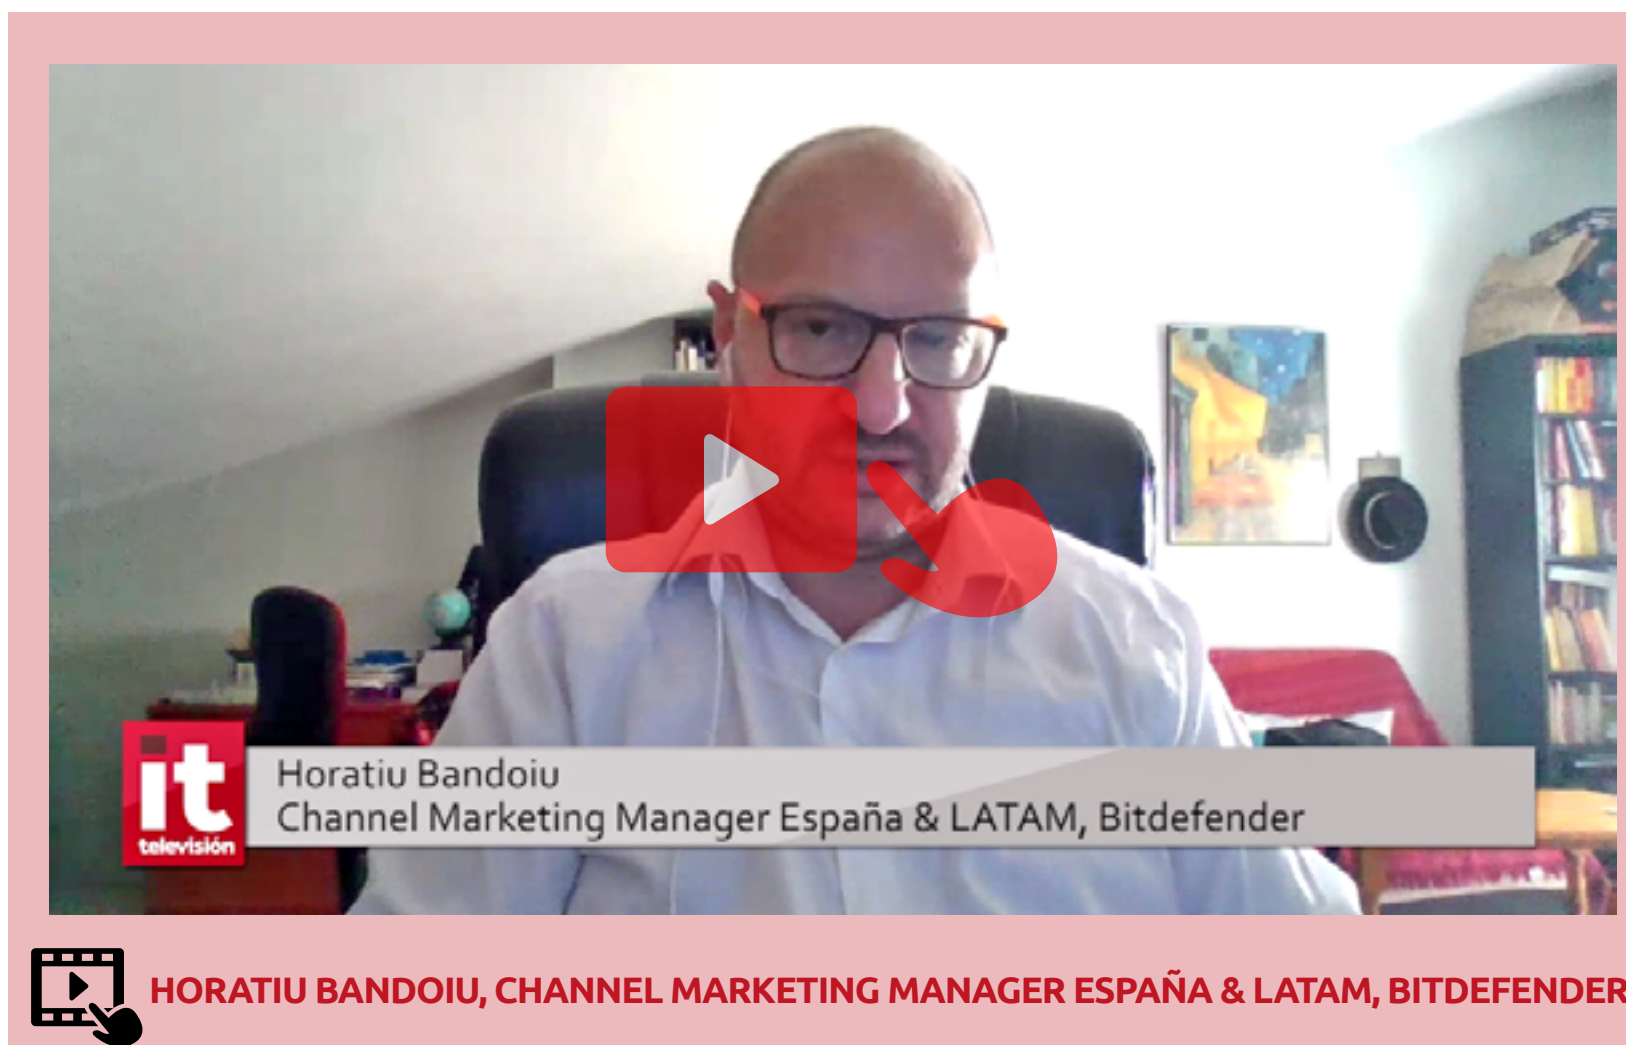 it
televisión
Horatiu Bandoiu
Channel Marketing Manager España & LATAM, Bitdefender
HORATIU BANDOIU, CHANNEL MARKETING MANAGER ESPAÑA & LATAM, BITDEFENDER